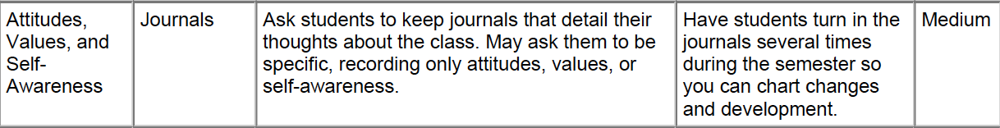 Attitudes,
Values, and
Self-
Awareness
Journals
Ask students to keep journals that detail their
thoughts about the class. May ask them to be
specific, recording only attitudes, values, or
self-awareness.
Have students turn in the
journals several times
during the semester so
you can chart changes
and development.
Medium